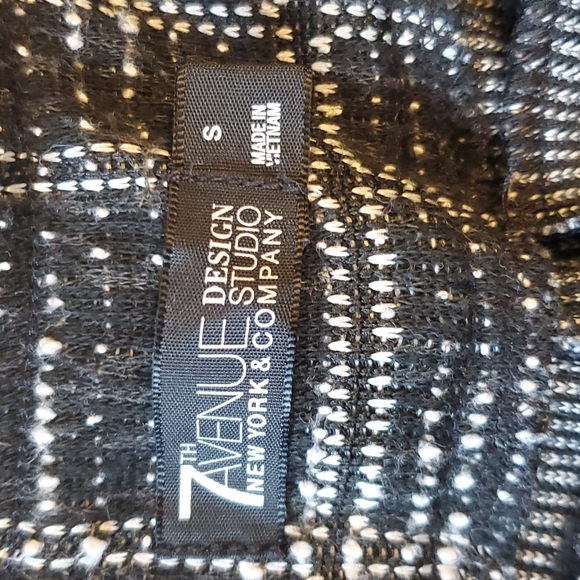 7TH AVENUE DESIGN STUDIO
NEW YORK & COMPANY
S
MADE IN
VIETNAM